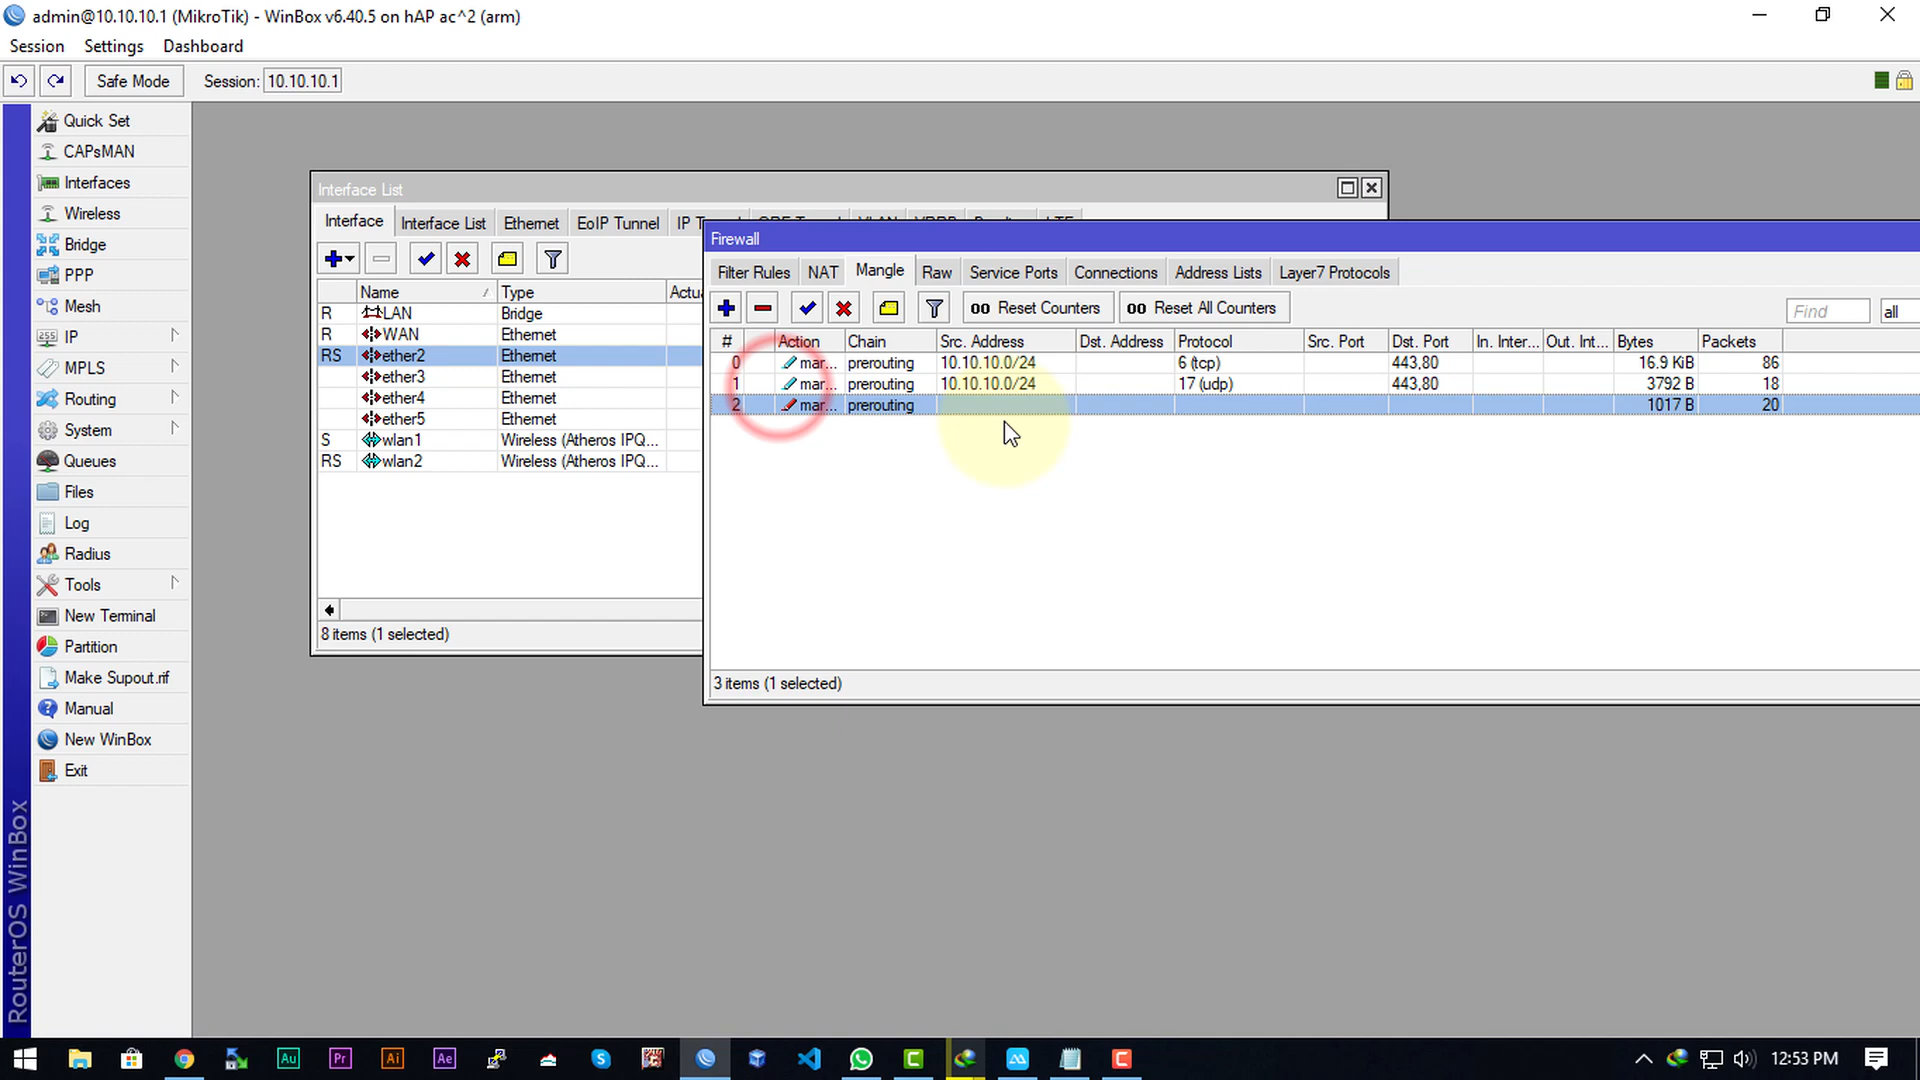 admin@10.10.10.1 (MikroTik) - WinBox v6.40.5 on hAP ac^2 (arm)
Session Settings Dashboard
Safe Mode Session: 10.10.10.1
Quick Set
CAPsMAN
Interfaces
Wireless
Bridge
PPP
Mesh
IP
MPLS
Routing
System
Queues
Files
Log
Radius
Tools
New Terminal
Partition
Make Supout.rif
Manual
New WinBox
Exit
RouterOS WinBox
Interface List
Interface Interface List Ethernet EoIP Tunnel IP
Name Type Actu
R LAN Bridge
R WAN Ethernet
RS ether2 Ethernet
ether3 Ethernet
ether4 Ethernet
ether5 Ethernet
S wlan1 Wireless (Atheros IPQ...
RS wlan2 Wireless (Atheros IPQ...
8 items (1 selected)
Firewall
Filter Rules NAT Mangle Raw Service Ports Connections Address Lists Layer7 Protocols
00 Reset Counters 00 Reset All Counters Find all
# Action Chain Src. Address Dst. Address Protocol Src. Port Dst. Port In. Inter... Out. Int... Bytes Packets
0 mar... prerouting 10.10.10.0/24 6 (tcp) 443,80 16.9 KiB 86
1 mar... prerouting 10.10.10.0/24 17 (udp) 443,80 3792 B 18
2 mar... prerouting 1017 B 20
3 items (1 selected)
Au Pr Ai Ae 12:53 PM